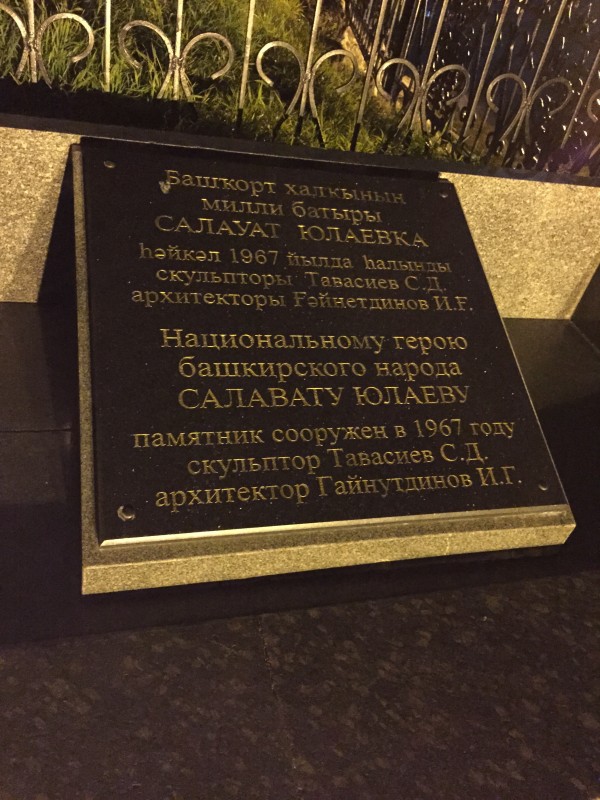 Башҡорт халҡының
милли батыры
САЛАУАТ ЮЛАЕВҠА
һәйкәл 1967 йылда һалынды
скульпторы Тавасиев С.Д.
архитекторы Ғәйнетдинов И.Ғ.
Национальному герою
башкирского народа
САЛАВАТУ ЮЛАЕВУ
памятник сооружен в 1967 году
скульптор Тавасиев С.Д.
архитектор Гайнутдинов И.Г.